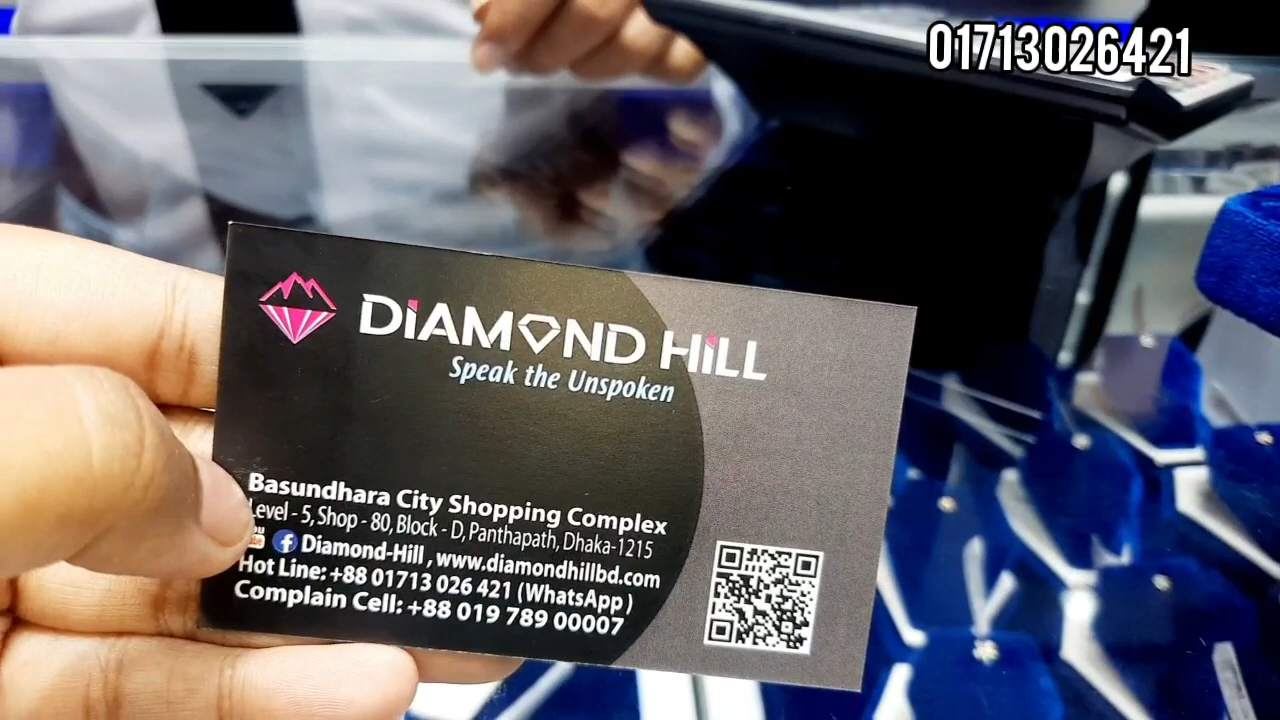 01713026421
DiAMOND HiLL
Speak the Unspoken
Basundhara City Shopping Complex
Level - 5, Shop - 80, Block - D, Panthapath, Dhaka-1215
Diamond-Hill , www.diamondhillbd.com
Hot Line: +88 01713 026 421 (WhatsApp)
Complain Cell: +88 019 789 00007